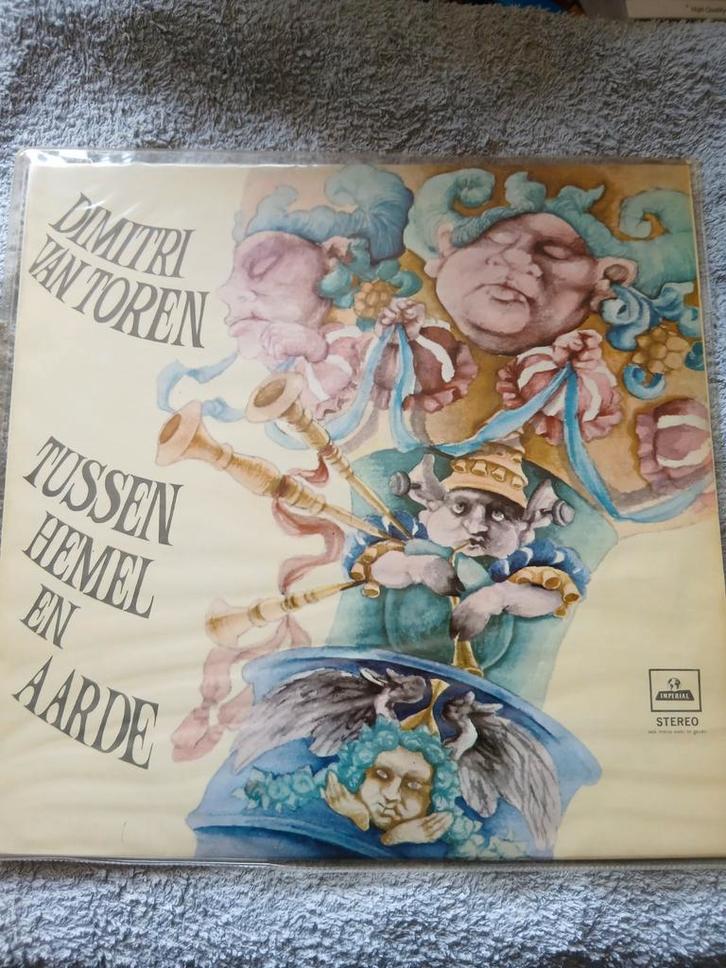 DIMITRI
VAN TOREN
TUSSEN
HEMEL
EN
AARDE
IMPERIAL
STEREO